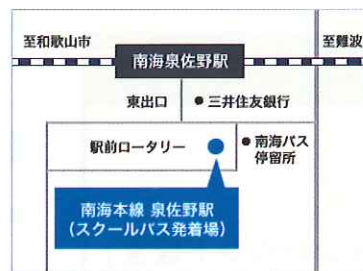 至和歌山市
至難波
南海泉佐野駅
東出口
三井住友銀行
駅前ロータリー
南海バス
停留所
南海本線 泉佐野駅
(スクールバス発着場)